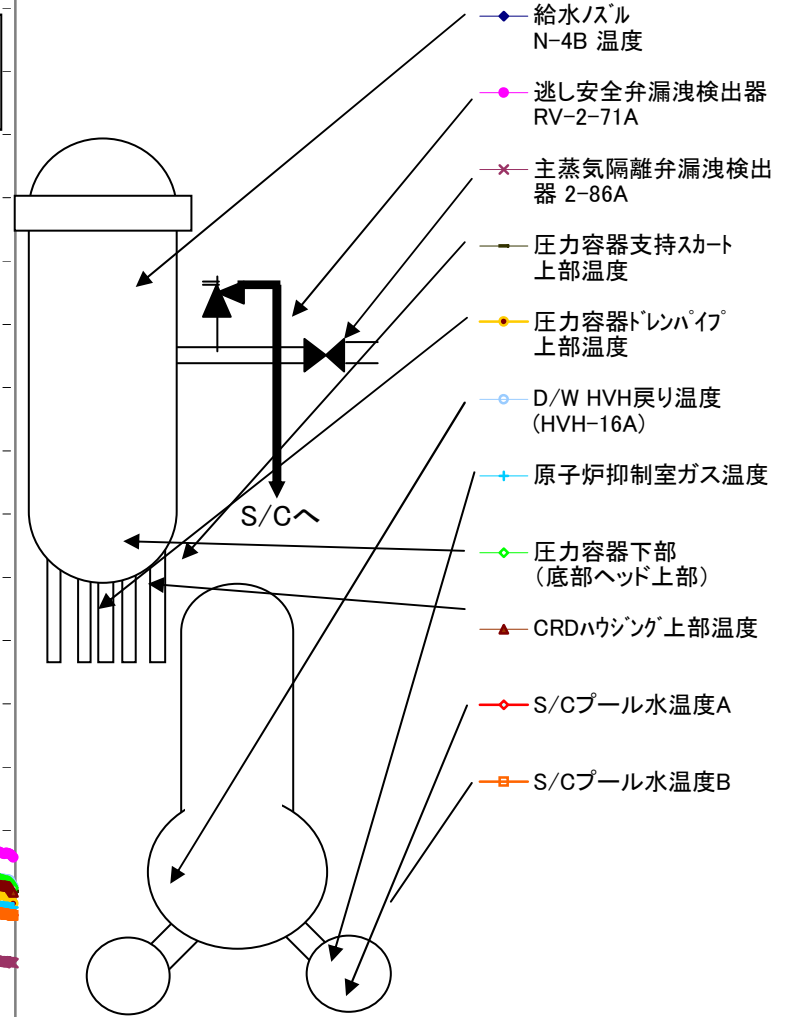 給水ノズル
N-4B 温度
逃し安全弁漏洩検出器
RV-2-71A
主蒸気隔離弁漏洩検出
器 2-86A
圧力容器支持スカート
上部温度
圧力容器ドレンパイプ
上部温度
D/W HVH戻り温度
(HVH-16A)
原子炉抑制室ガス温度
S/Cへ
圧力容器下部
（底部ヘッド上部）
CRDハウジング上部温度
S/Cプール水温度A
S/Cプール水温度B